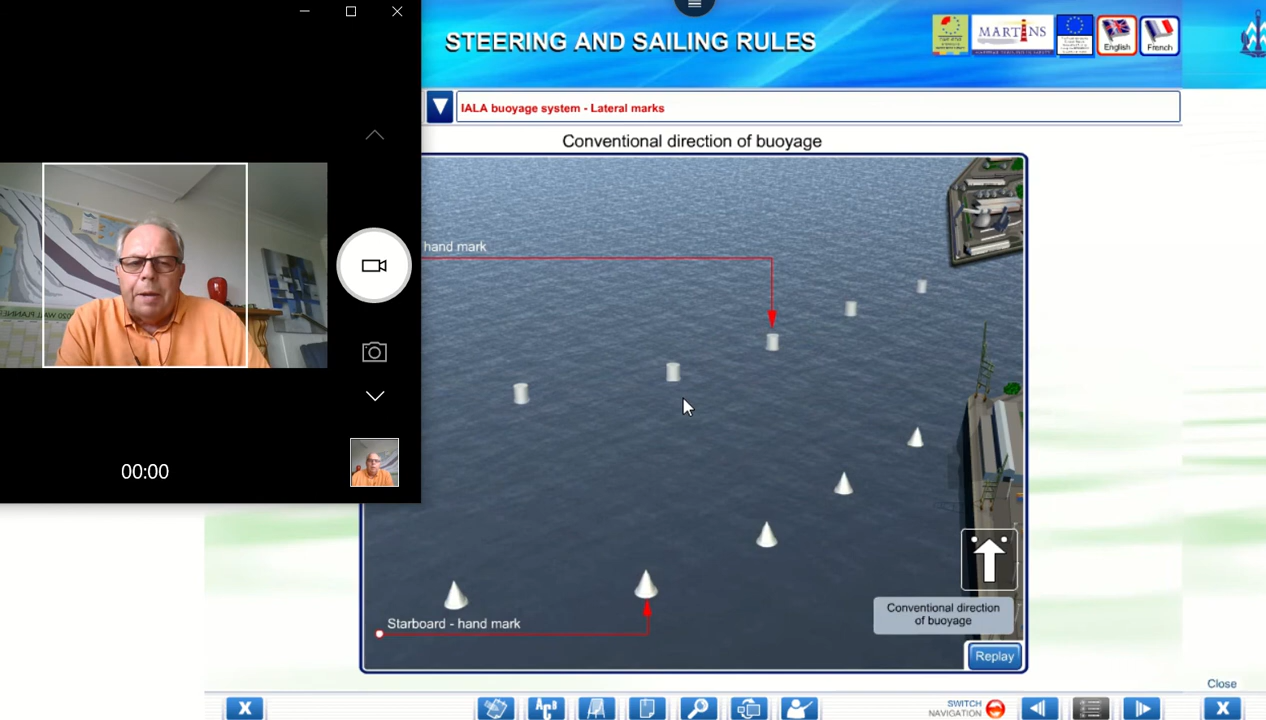 STEERING AND SAILING RULES
MARTINS
English
French
IALA buoyage system - Lateral marks
Conventional direction of buoyage
hand mark
00:00
Starboard - hand mark
Conventional direction
of buoyage
Replay
Close
SWITCH
NAVIGATION